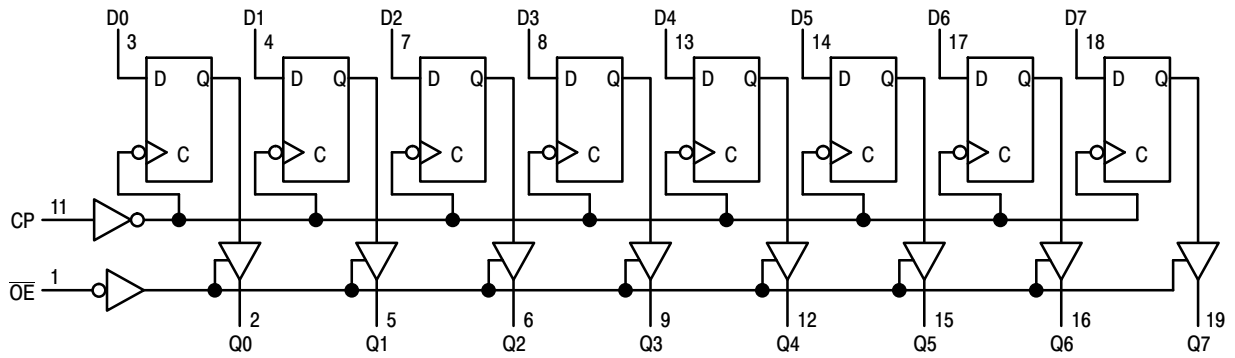 D0 D1 D2 D3 D4 D5 D6 D7
3 4 7 8 13 14 17 18
D Q D Q D Q D Q D Q D Q D Q D Q
C C C C C C C C
CP 11
O̅E̅ 1
2 5 6 9 12 15 16 19
Q0 Q1 Q2 Q3 Q4 Q5 Q6 Q7